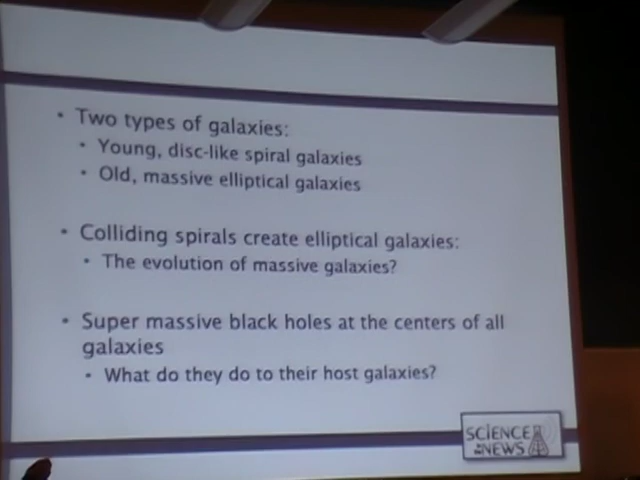 • Two types of galaxies:
• Young, disc-like spiral galaxies
• Old, massive elliptical galaxies
• Colliding spirals create elliptical galaxies:
• The evolution of massive galaxies?
• Super massive black holes at the centers of all
galaxies
• What do they do to their host galaxies?
SCIENCE
IN THE NEWS